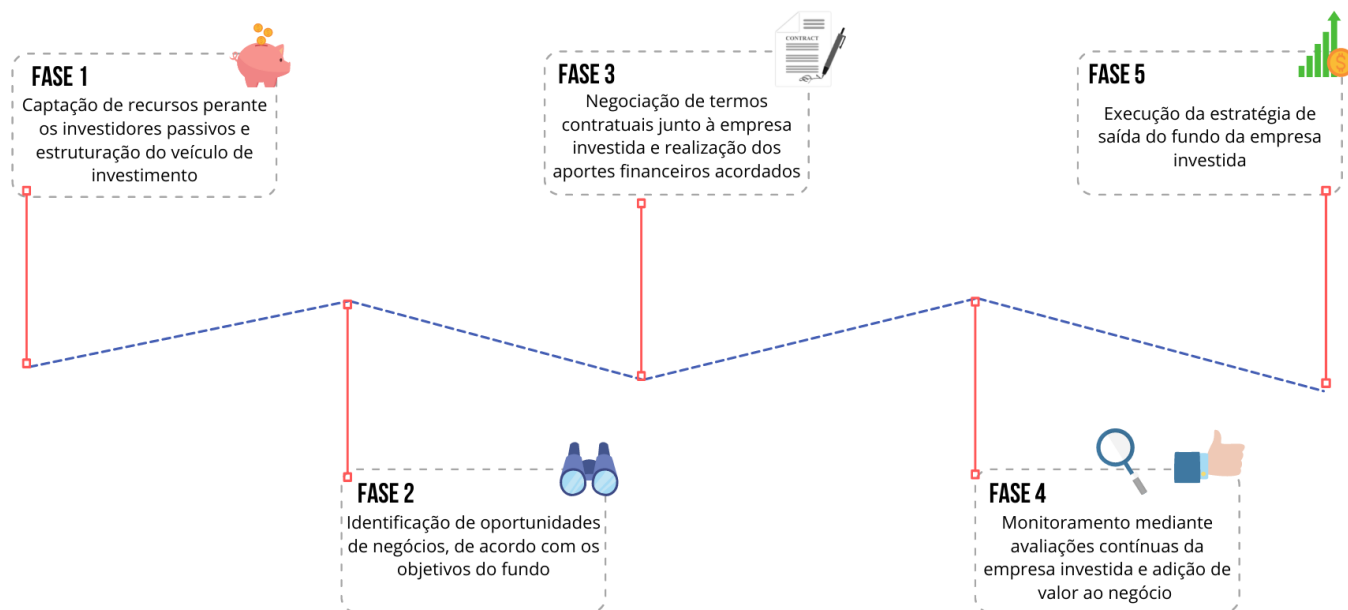 FASE 1
Captação de recursos perante
os investidores passivos e
estruturação do veículo de
investimento
FASE 2
Identificação de oportunidades
de negócios, de acordo com os
objetivos do fundo
CONTRACT
FASE 3
Negociação de termos
contratuais junto à empresa
investida e realização dos
aportes financeiros acordados
FASE 4
Monitoramento mediante
avaliações contínuas da
empresa investida e adição de
valor ao negócio
$
FASE 5
Execução da estratégia de
saída do fundo da empresa
investida